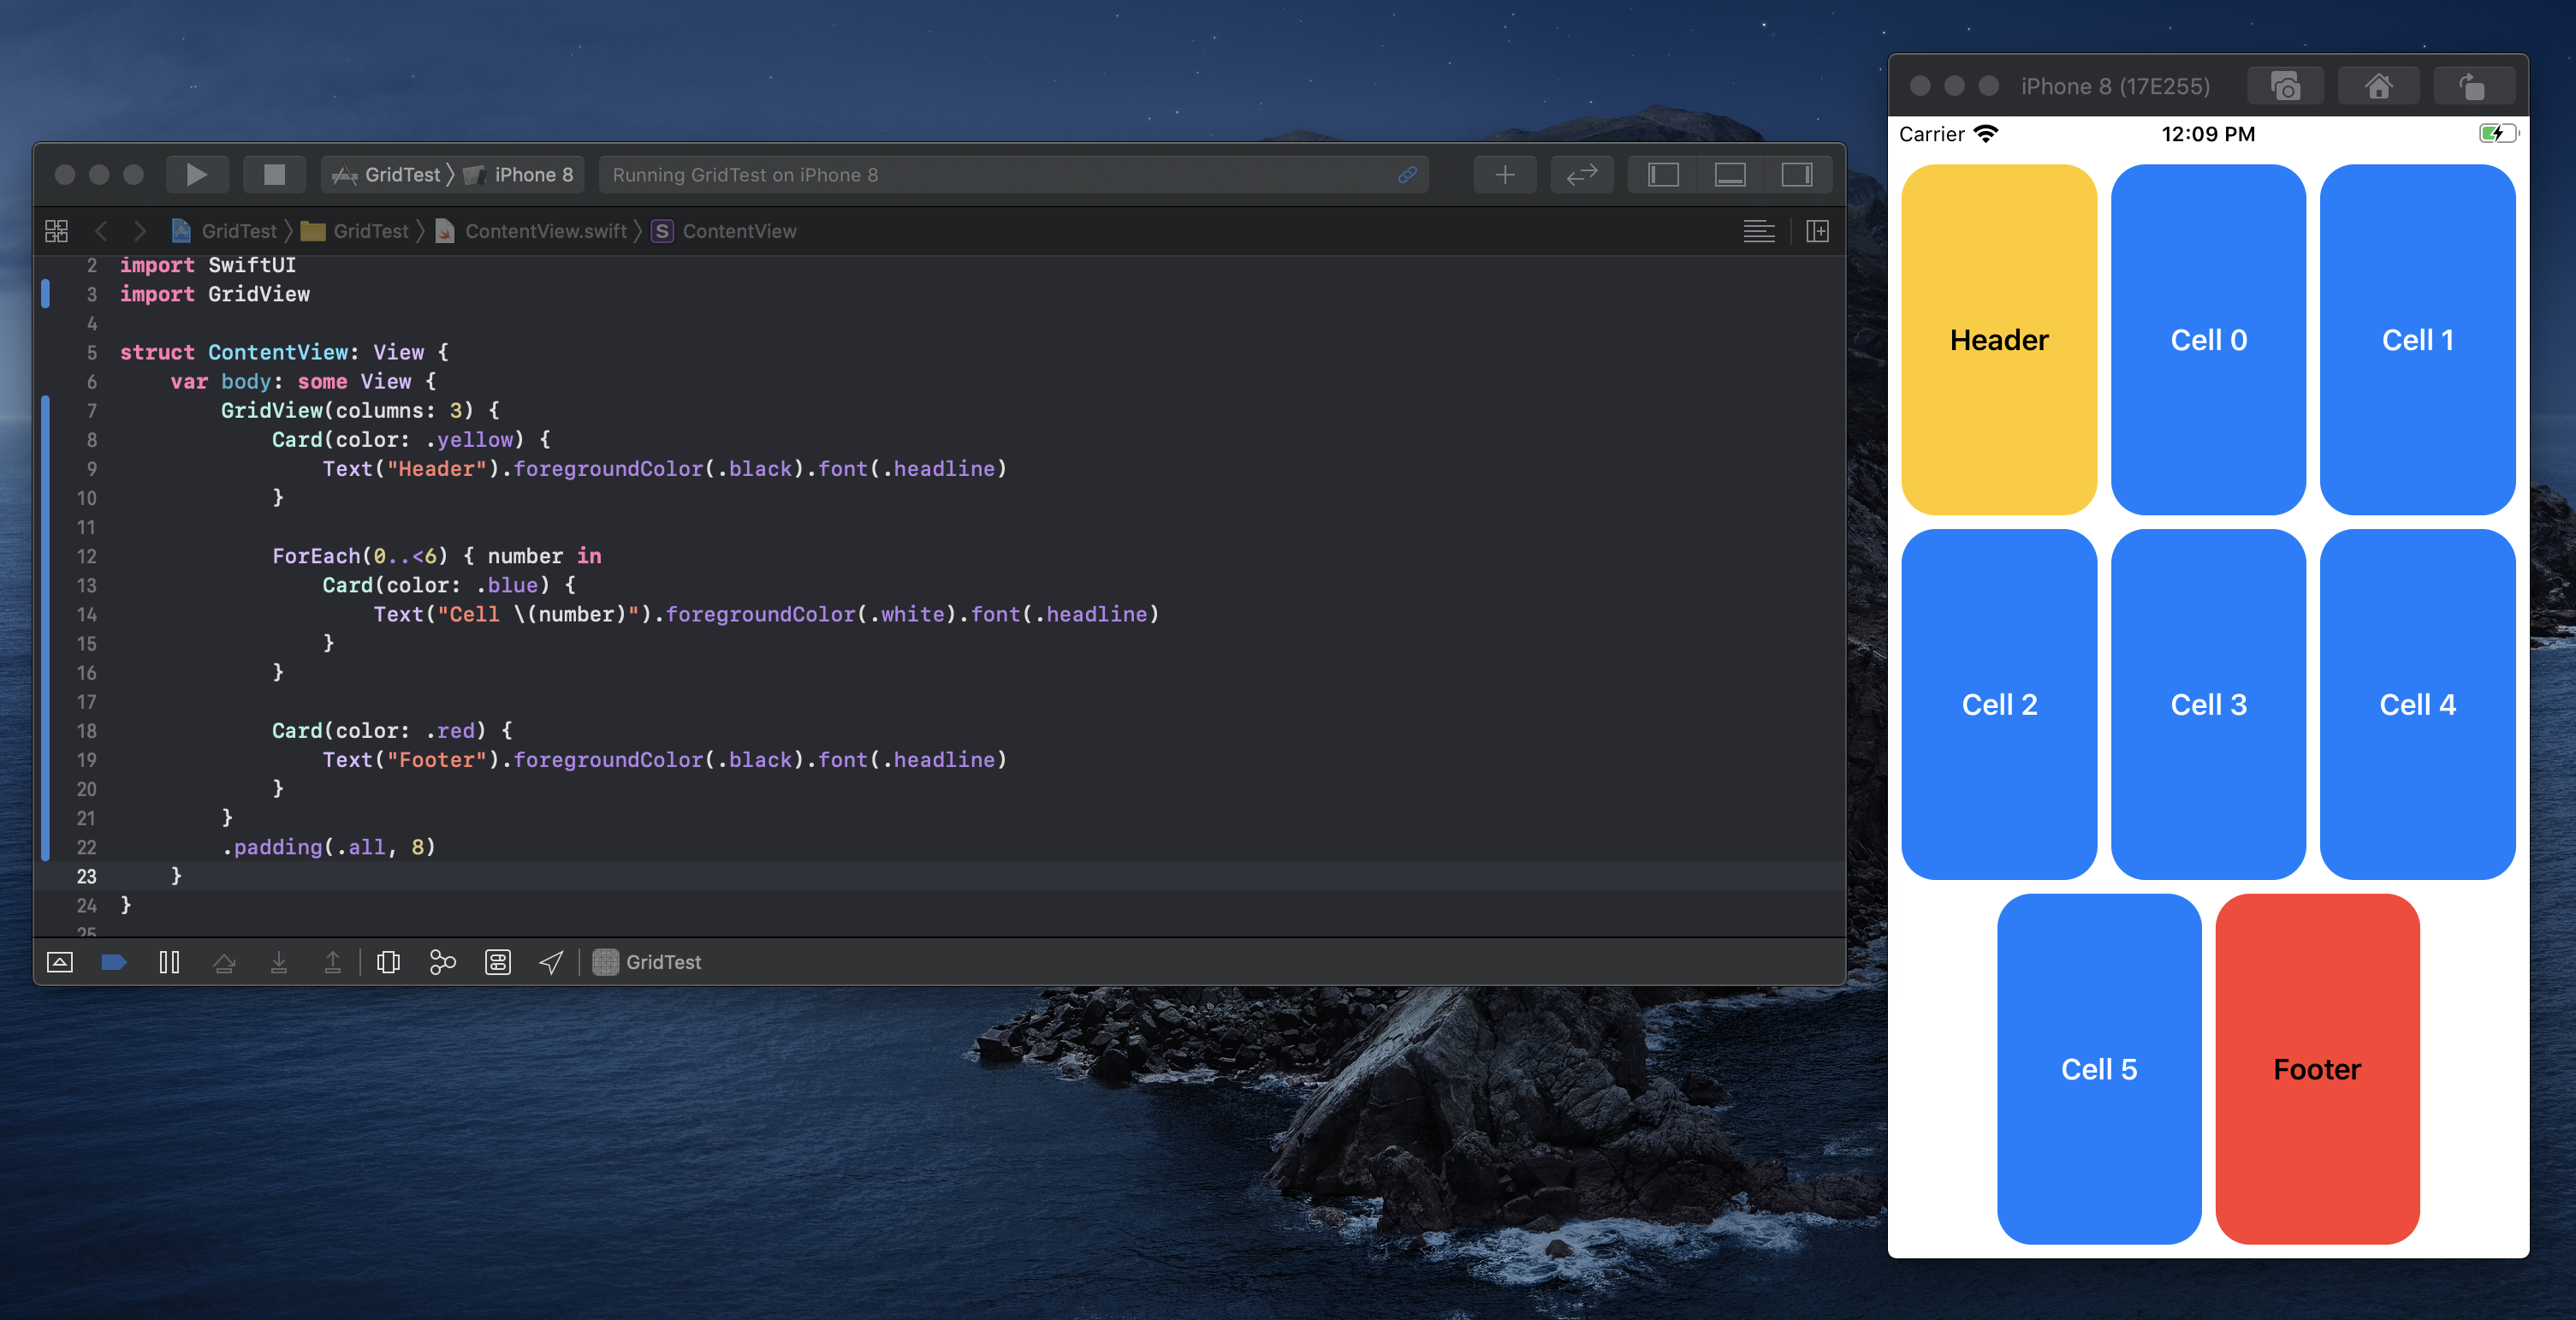 GridTest 〉 iPhone 8
Running GridTest on iPhone 8
GridTest 〉 GridTest 〉 ContentView.swift 〉 S ContentView
2 import SwiftUI
3 import GridView
4
5 struct ContentView: View {
6 var body: some View {
7 GridView(columns: 3) {
8 Card(color: .yellow) {
9 Text("Header").foregroundColor(.black).font(.headline)
10 }
11
12 ForEach(0..<6) { number in
13 Card(color: .blue) {
14 Text("Cell \(number)").foregroundColor(.white).font(.headline)
15 }
16 }
17
18 Card(color: .red) {
19 Text("Footer").foregroundColor(.black).font(.headline)
20 }
21 }
22 .padding(.all, 8)
23 }
24 }
25
GridTest
iPhone 8 (17E255)
Carrier 12:09 PM
Header Cell 0 Cell 1
Cell 2 Cell 3 Cell 4
Cell 5 Footer